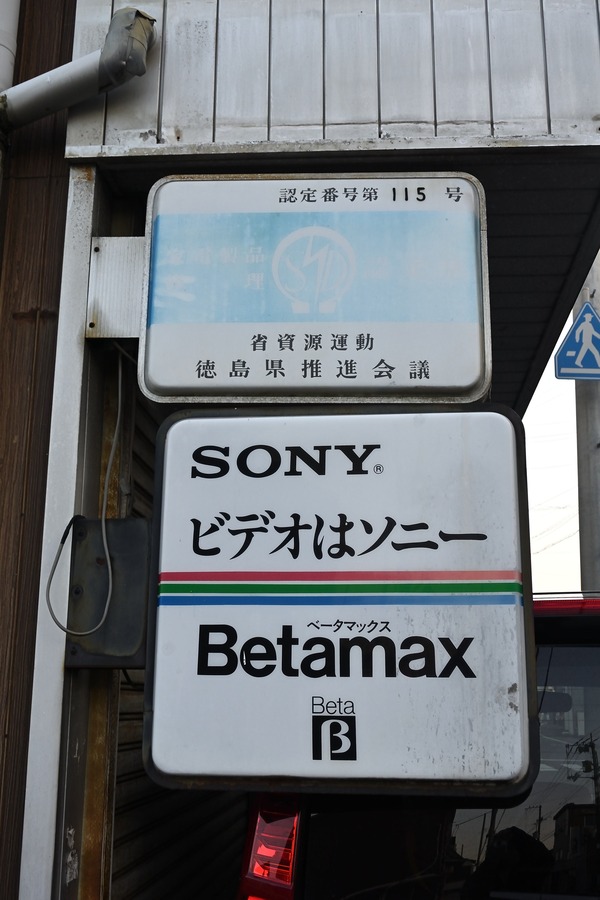 認定番号第 115 号
省資源運動
徳島県推進会議
SONY®
ビデオはソニー
ベータマックス
Betamax
Beta
β